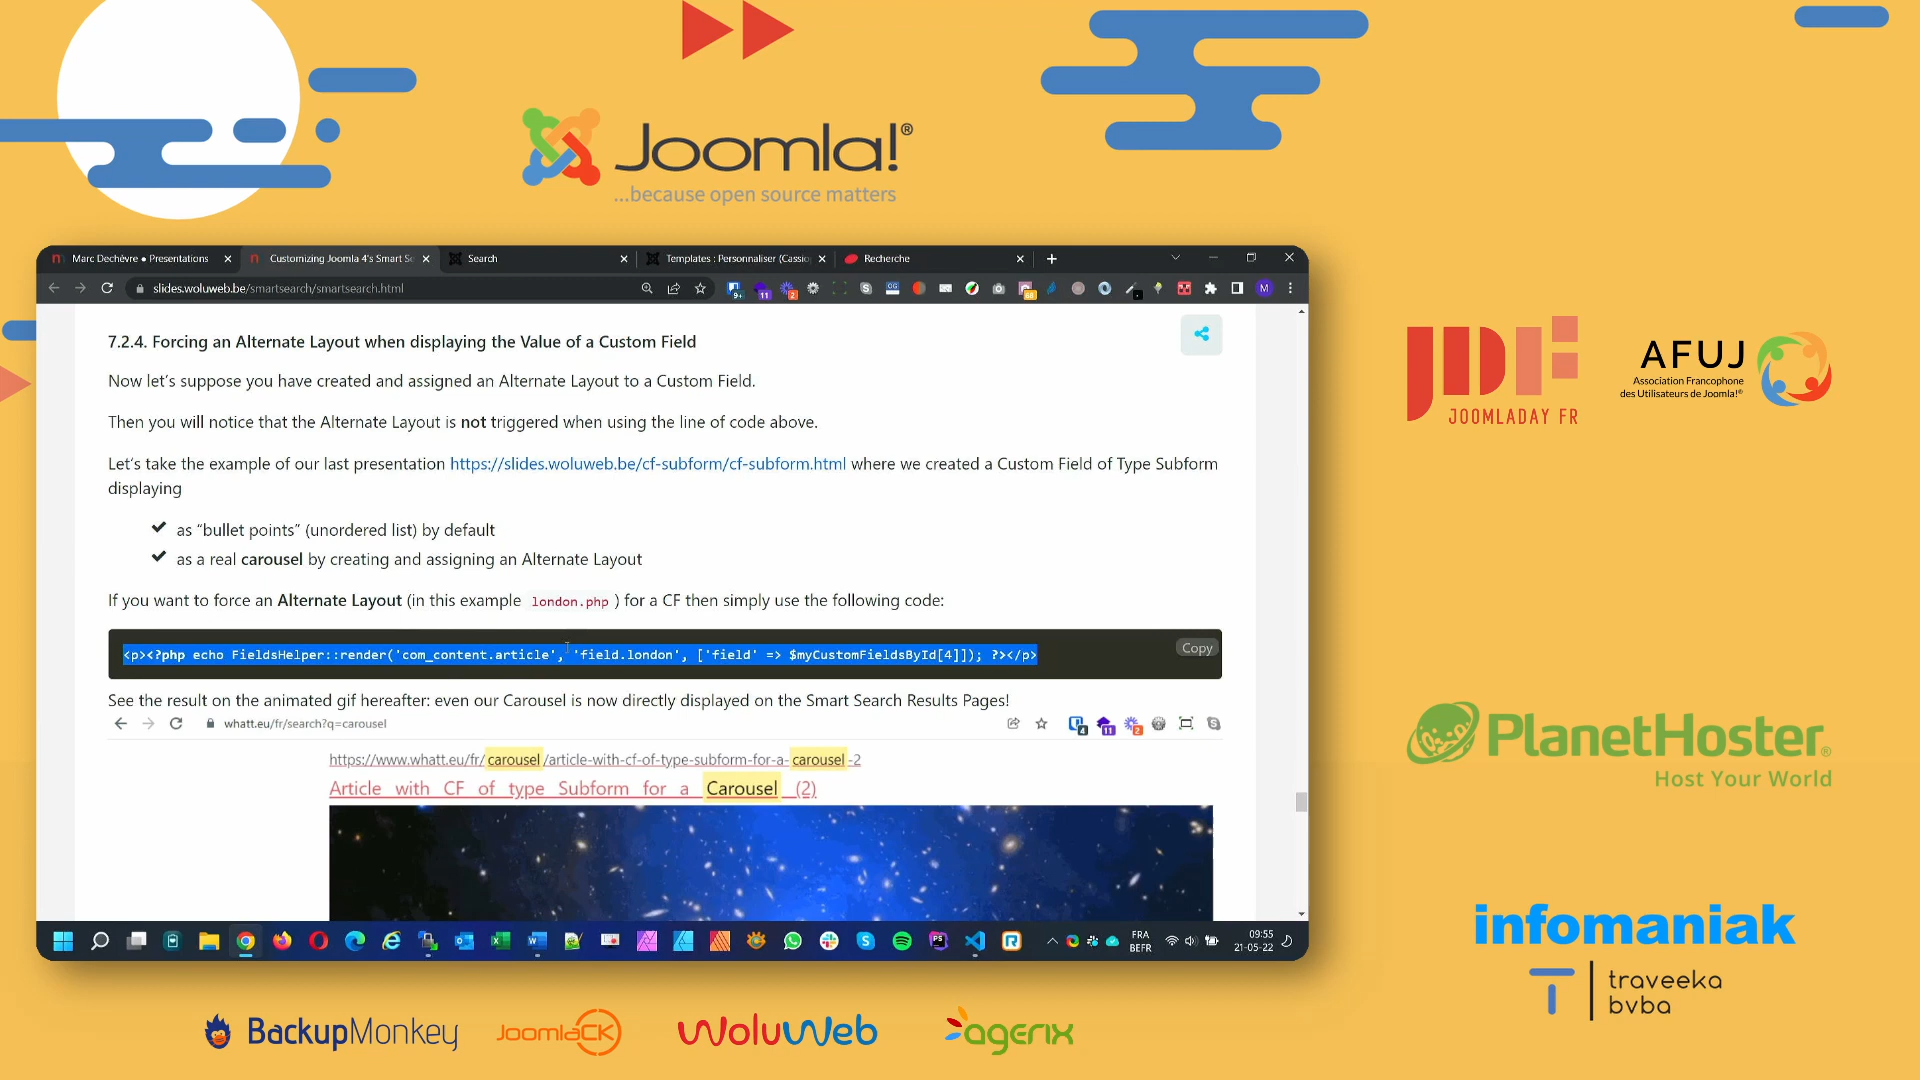 Joomla!®
...because open source matters
Marc Dechèvre • Presentations
Customizing Joomla 4's Smart Se
Search
Templates : Personnaliser (Cassio
Recherche
slides.woluweb.be/smartsearch/smartsearch.html
7.2.4. Forcing an Alternate Layout when displaying the Value of a Custom Field
Now let's suppose you have created and assigned an Alternate Layout to a Custom Field.
Then you will notice that the Alternate Layout is not triggered when using the line of code above.
Let's take the example of our last presentation https://slides.woluweb.be/cf-subform/cf-subform.html where we created a Custom Field of Type Subform
displaying
as “bullet points” (unordered list) by default
as a real carousel by creating and assigning an Alternate Layout
If you want to force an Alternate Layout (in this example london.php ) for a CF then simply use the following code:
<p><?php echo FieldsHelper::render('com_content.article', 'field.london', ['field' => $myCustomFieldsById[4]]); ?></p>
Copy
See the result on the animated gif hereafter: even our Carousel is now directly displayed on the Smart Search Results Pages!
whatt.eu/fr/search?q=carousel
https://www.whatt.eu/fr/carousel/article-with-cf-of-type-subform-for-a-carousel-2
Article with CF of type Subform for a Carousel (2)
FRA
BEFR
09:55
21-05-22
JDF
JOOMLADAY FR
AFUJ
Association Francophone
des Utilisateurs de Joomla!®
PlanetHoster®
Host Your World
infomaniak
traveeka
bvba
BackupMonkey
JoomlaCK
WoluWeb
agerix